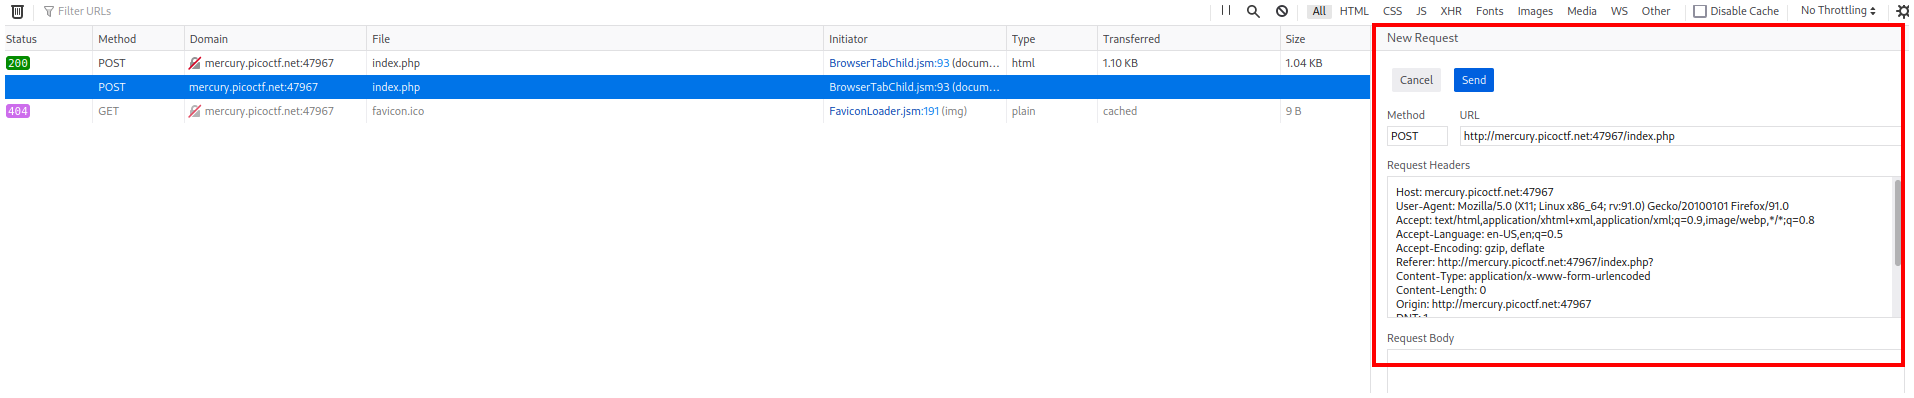 Filter URLs
All HTML CSS JS XHR Fonts Images Media WS Other Disable Cache No Throttling
Status Method Domain File Initiator Type Transferred Size
200 POST mercury.picoctf.net:47967 index.php BrowserTabChild.jsm:93 (docum... html 1.10 KB 1.04 KB
POST mercury.picoctf.net:47967 index.php BrowserTabChild.jsm:93 (docum...
404 GET mercury.picoctf.net:47967 favicon.ico FaviconLoader.jsm:191 (img) plain cached 9 B
New Request
Cancel Send
Method URL
POST http://mercury.picoctf.net:47967/index.php
Request Headers
Host: mercury.picoctf.net:47967
User-Agent: Mozilla/5.0 (X11; Linux x86_64; rv:91.0) Gecko/20100101 Firefox/91.0
Accept: text/html,application/xhtml+xml,application/xml;q=0.9,image/webp,*/*;q=0.8
Accept-Language: en-US,en;q=0.5
Accept-Encoding: gzip, deflate
Referer: http://mercury.picoctf.net:47967/index.php?
Content-Type: application/x-www-form-urlencoded
Content-Length: 0
Origin: http://mercury.picoctf.net:47967
DNT: 1
Request Body